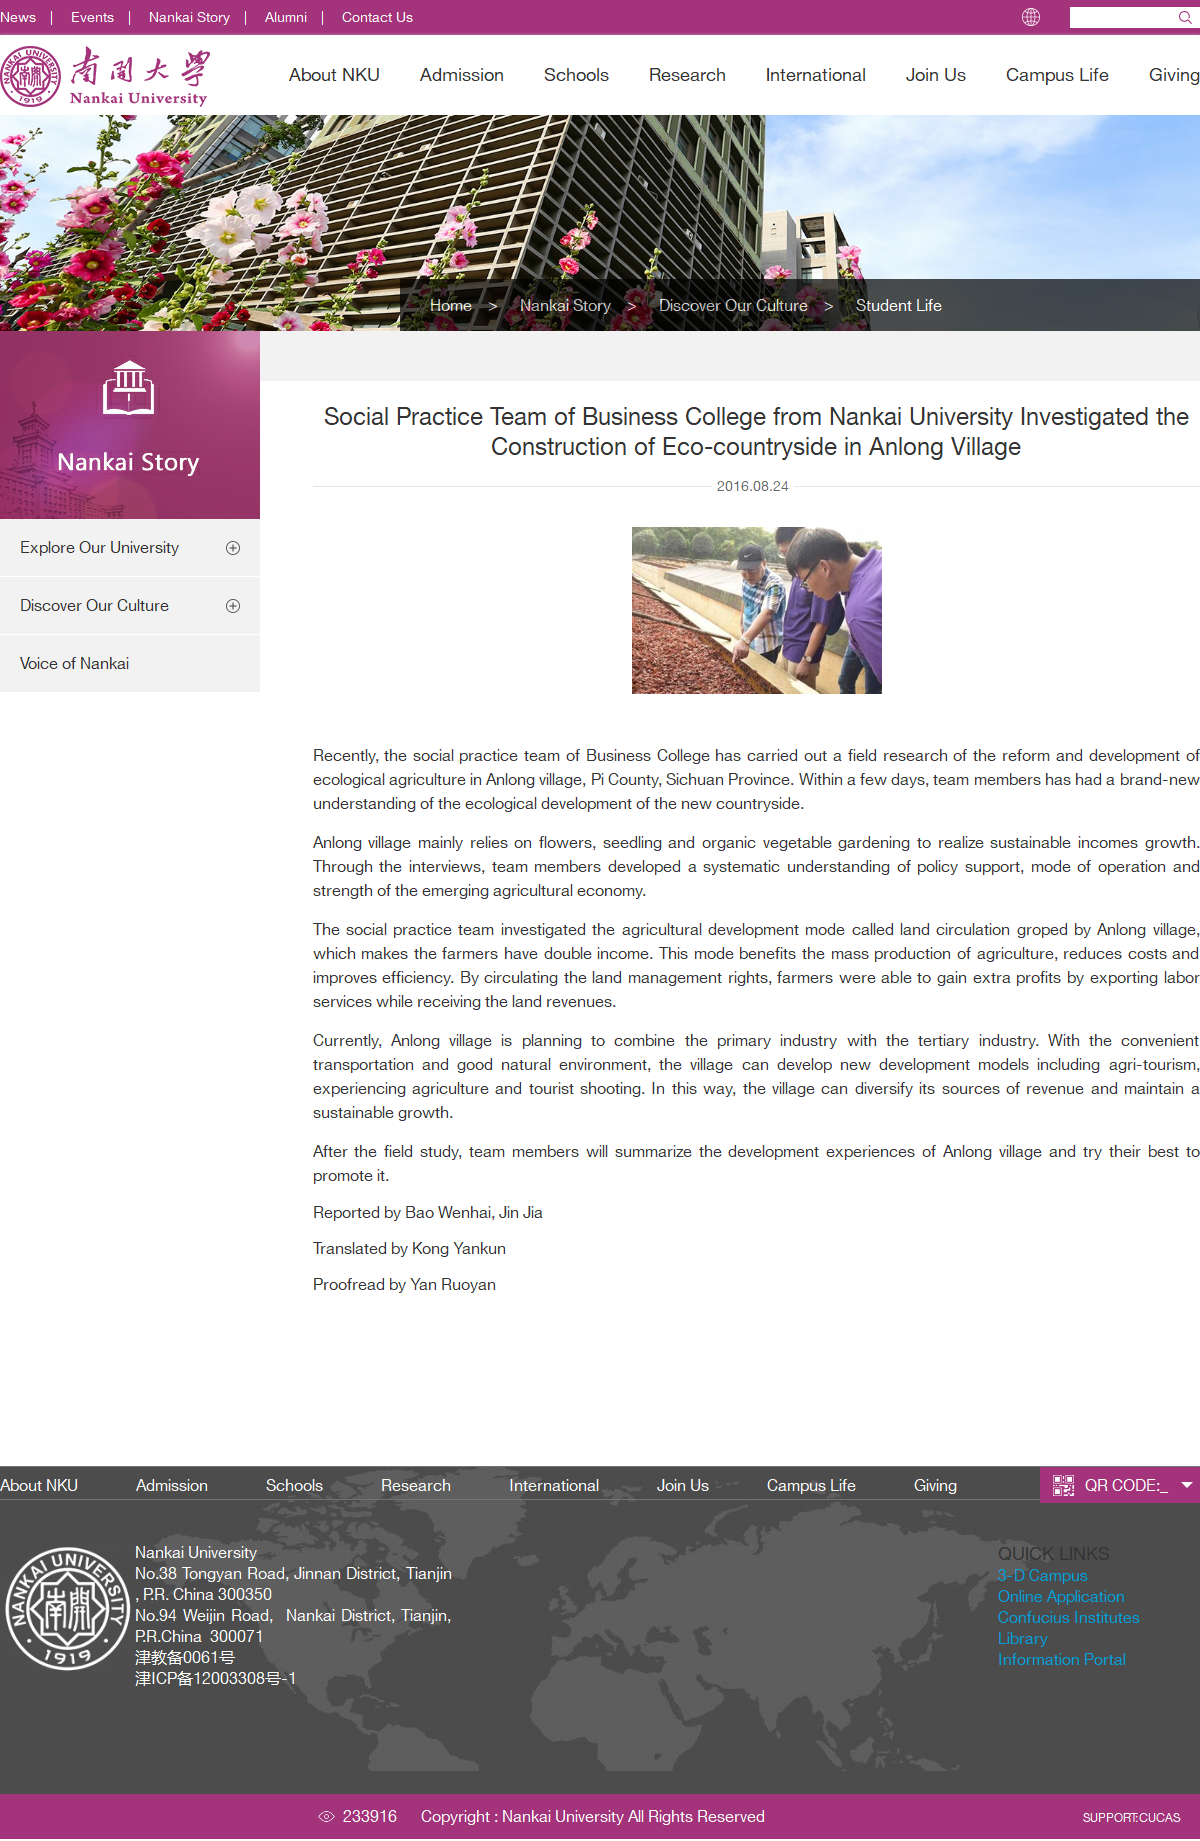 News | Events | Nankai Story | Alumni | Contact Us
NANKAI UNIVERSITY
1919
南開大学
Nankai University
About NKU Admission Schools Research International Join Us Campus Life Giving
Home > Nankai Story > Discover Our Culture > Student Life
Nankai Story
Explore Our University
Discover Our Culture
Voice of Nankai
Social Practice Team of Business College from Nankai University Investigated the
Construction of Eco-countryside in Anlong Village
2016.08.24
Recently, the social practice team of Business College has carried out a field research of the reform and development of
ecological agriculture in Anlong village, Pi County, Sichuan Province. Within a few days, team members has had a brand-new
understanding of the ecological development of the new countryside.
Anlong village mainly relies on flowers, seedling and organic vegetable gardening to realize sustainable incomes growth.
Through the interviews, team members developed a systematic understanding of policy support, mode of operation and
strength of the emerging agricultural economy.
The social practice team investigated the agricultural development mode called land circulation groped by Anlong village,
which makes the farmers have double income. This mode benefits the mass production of agriculture, reduces costs and
improves efficiency. By circulating the land management rights, farmers were able to gain extra profits by exporting labor
services while receiving the land revenues.
Currently, Anlong village is planning to combine the primary industry with the tertiary industry. With the convenient
transportation and good natural environment, the village can develop new development models including agri-tourism,
experiencing agriculture and tourist shooting. In this way, the village can diversify its sources of revenue and maintain a
sustainable growth.
After the field study, team members will summarize the development experiences of Anlong village and try their best to
promote it.
Reported by Bao Wenhai, Jin Jia
Translated by Kong Yankun
Proofread by Yan Ruoyan
About NKU Admission Schools Research International Join Us Campus Life Giving
QR CODE:_
NANKAI UNIVERSITY
南開
1919
Nankai University
No.38 Tongyan Road, Jinnan District, Tianjin
, P.R. China 300350
No.94 Weijin Road, Nankai District, Tianjin,
P.R.China 300071
津教备0061号
津ICP备12003308号-1
QUICK LINKS
3-D Campus
Online Application
Confucius Institutes
Library
Information Portal
233916 Copyright : Nankai University All Rights Reserved
SUPPORT:CUCAS